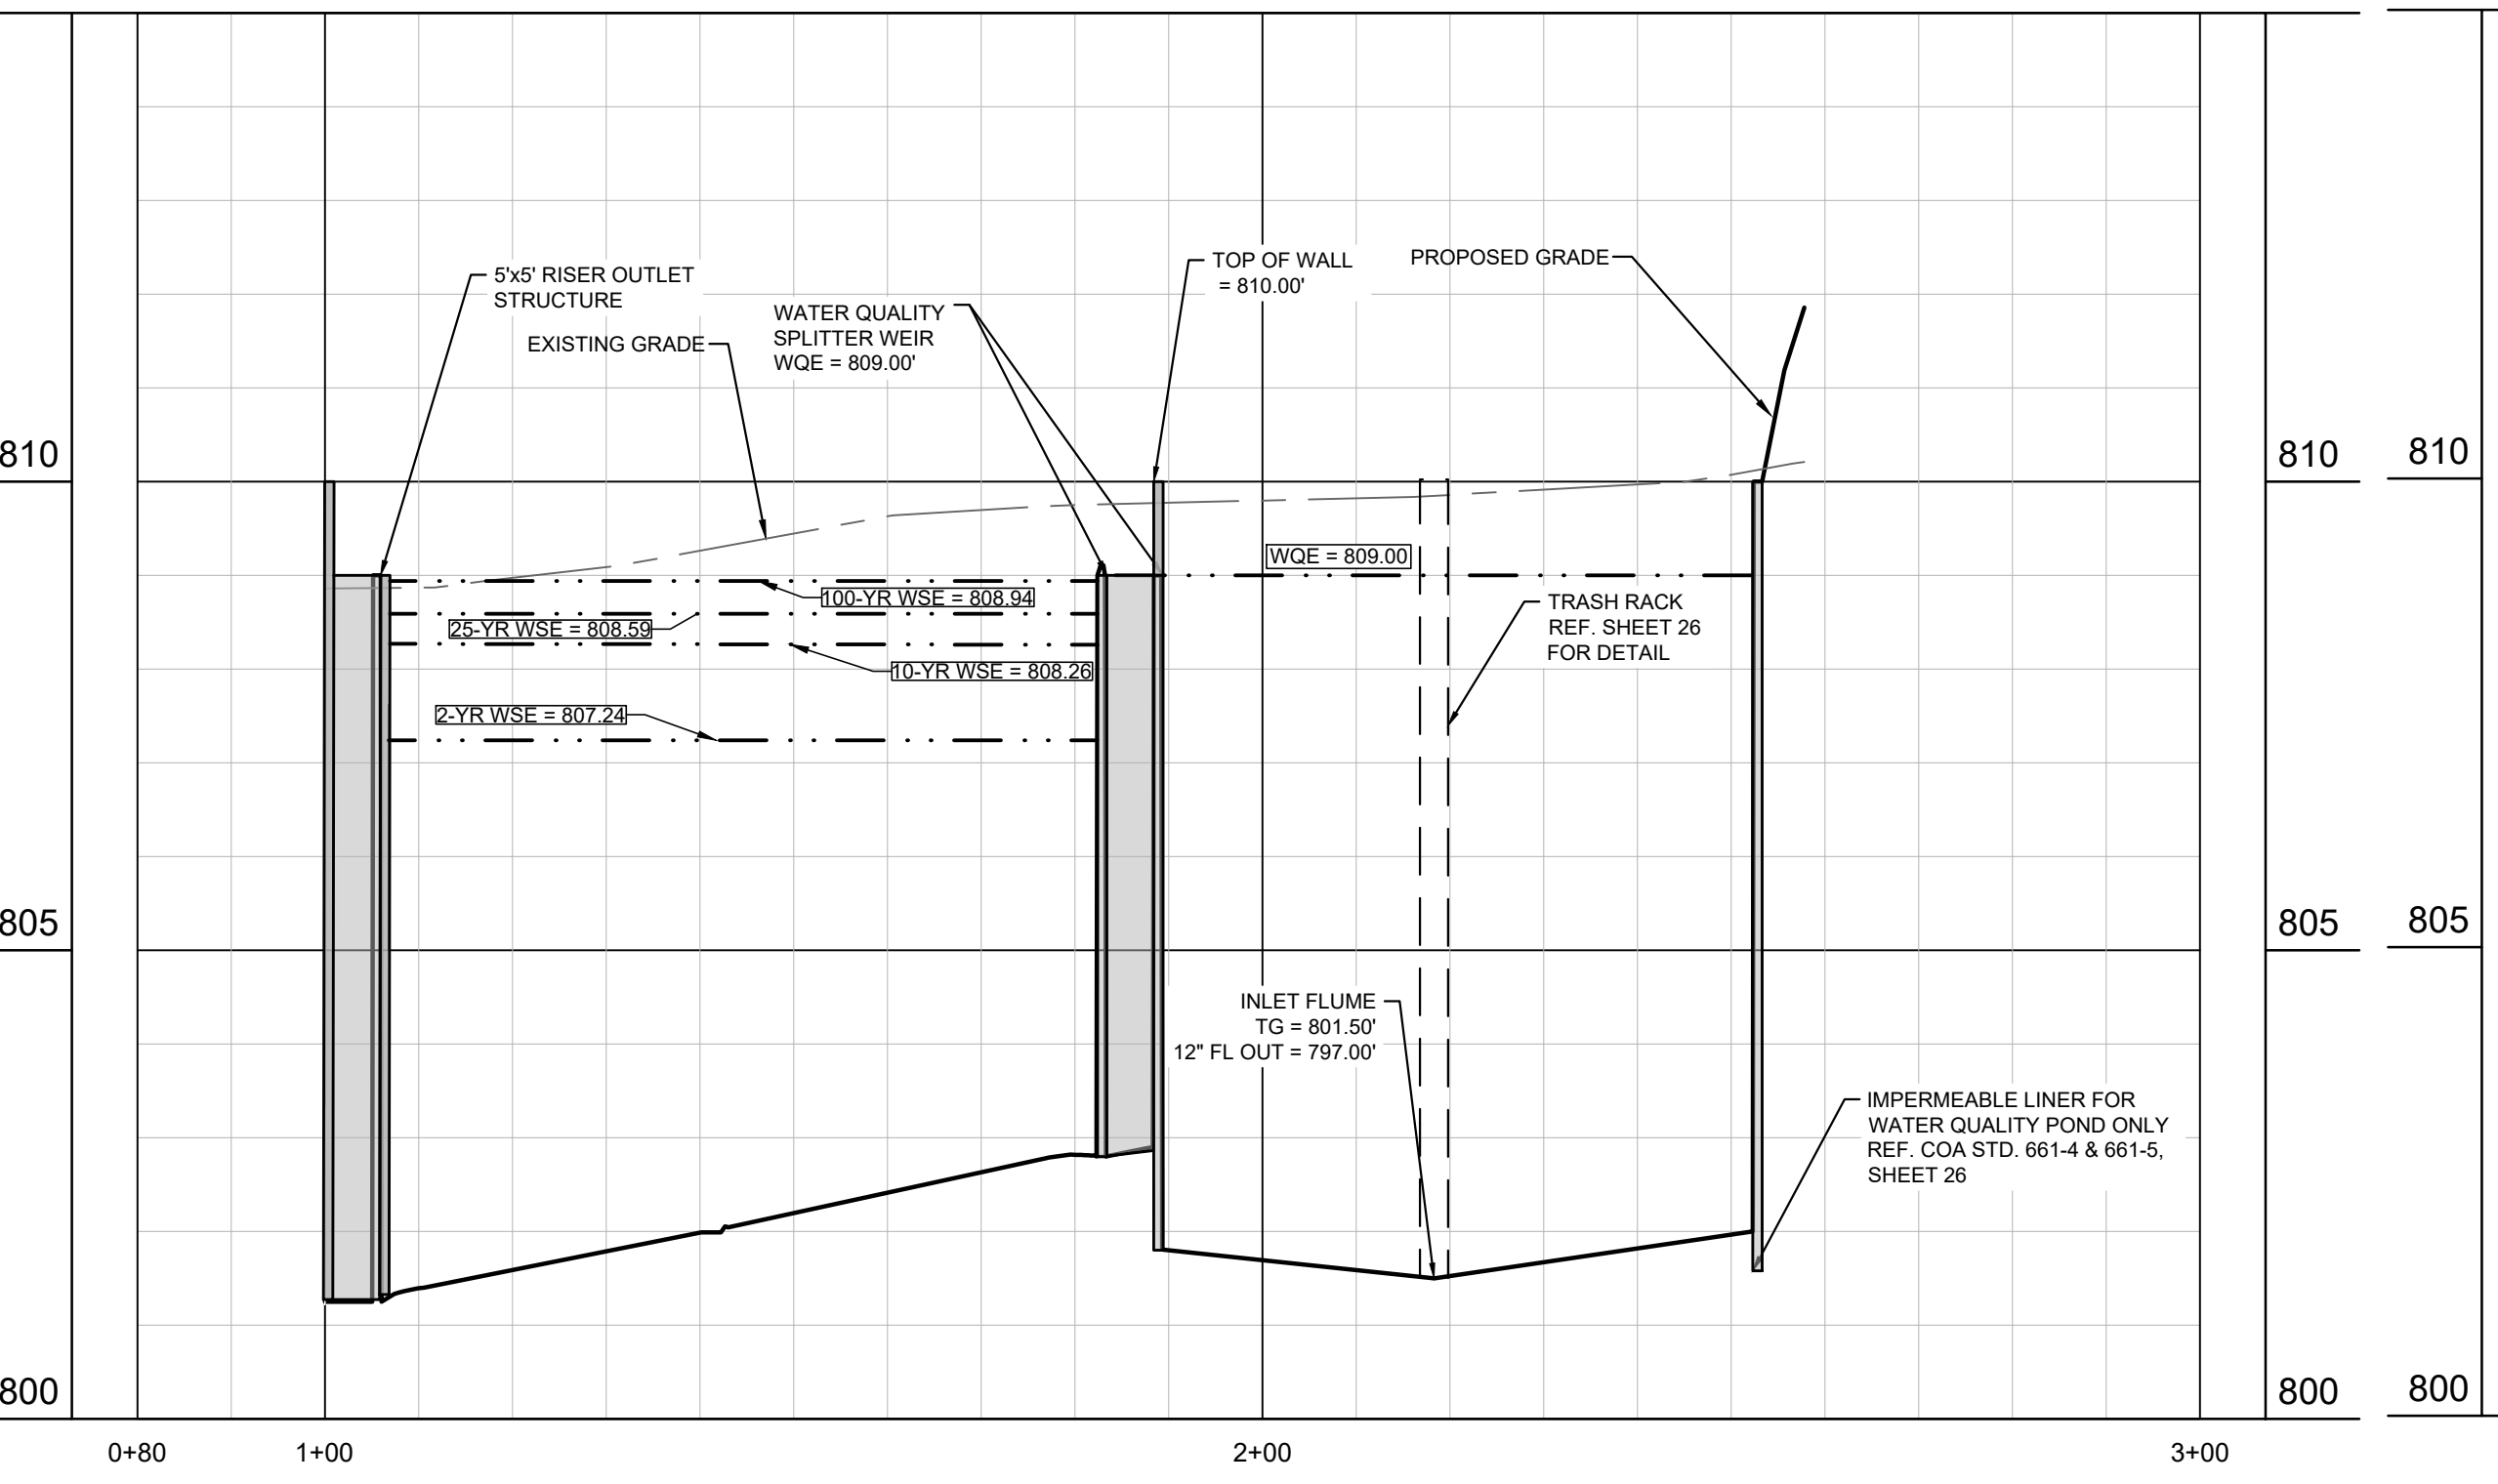 5'x5' RISER OUTLET
STRUCTURE
EXISTING GRADE
WATER QUALITY
SPLITTER WEIR
WQE = 809.00'
TOP OF WALL
= 810.00'
PROPOSED GRADE
810
810
810
WQE = 809.00
100-YR WSE = 808.94
25-YR WSE = 808.59
10-YR WSE = 808.26
2-YR WSE = 807.24
TRASH RACK
REF. SHEET 26
FOR DETAIL
805
805
805
INLET FLUME
TG = 801.50'
12" FL OUT = 797.00'
IMPERMEABLE LINER FOR
WATER QUALITY POND ONLY
REF. COA STD. 661-4 & 661-5,
SHEET 26
800
800
800
0+80
1+00
2+00
3+00